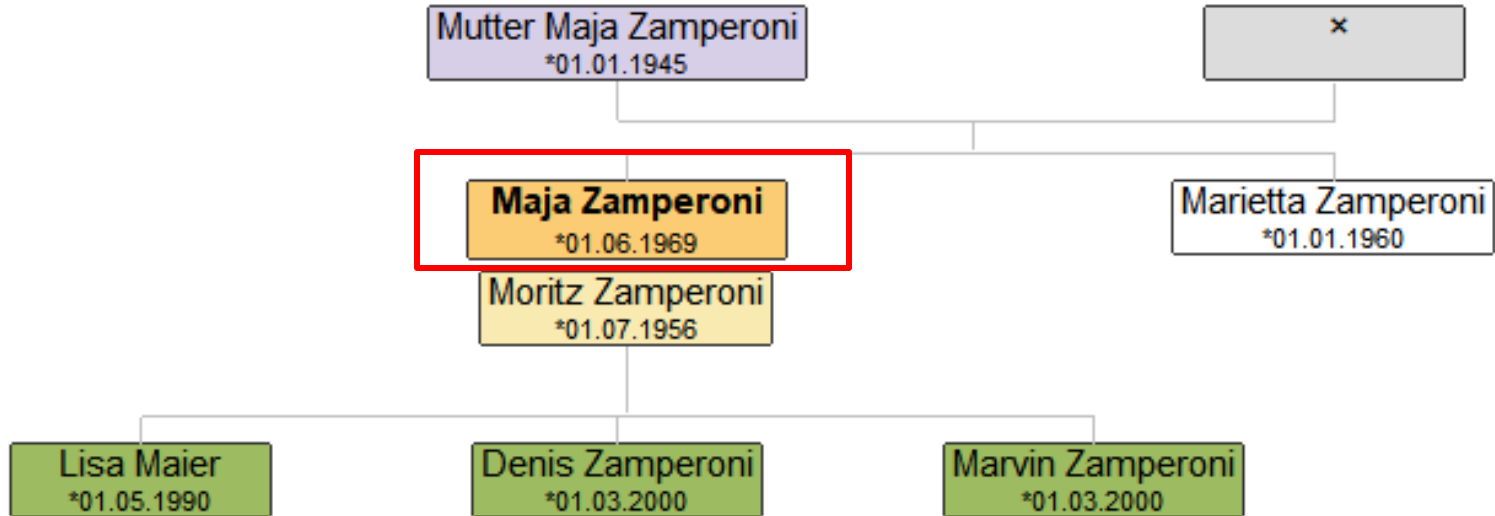 Mutter Maja Zamperoni
*01.01.1945
×
Maja Zamperoni
*01.06.1969
Marietta Zamperoni
*01.01.1960
Moritz Zamperoni
*01.07.1956
Lisa Maier
*01.05.1990
Denis Zamperoni
*01.03.2000
Marvin Zamperoni
*01.03.2000